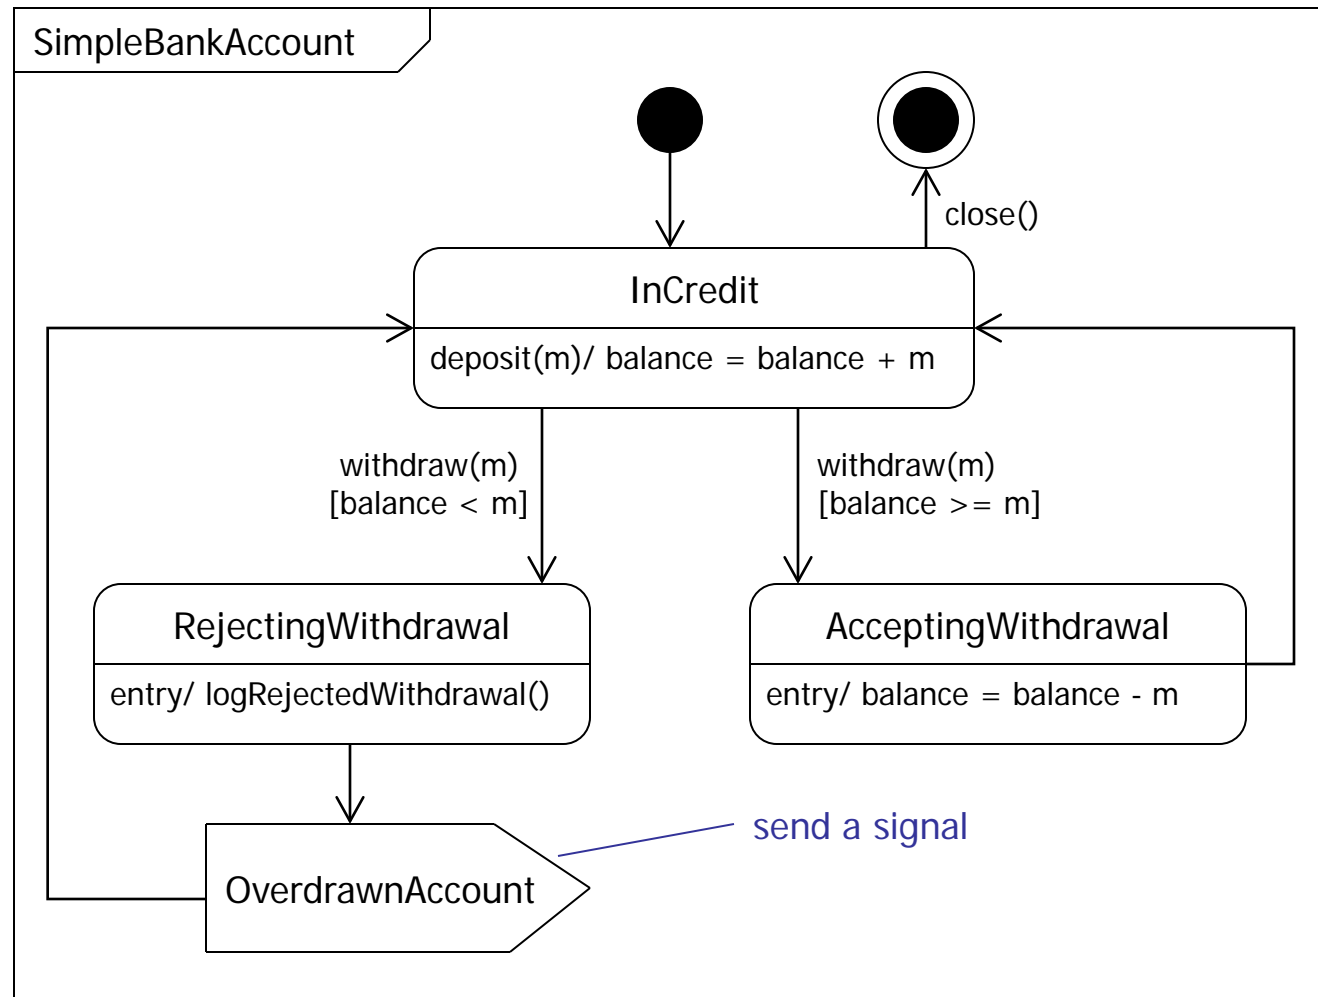 SimpleBankAccount
close()
InCredit
deposit(m)/ balance = balance + m
withdraw(m)
[balance < m]
withdraw(m)
[balance >= m]
RejectingWithdrawal
entry/ logRejectedWithdrawal()
AcceptingWithdrawal
entry/ balance = balance - m
send a signal
OverdrawnAccount